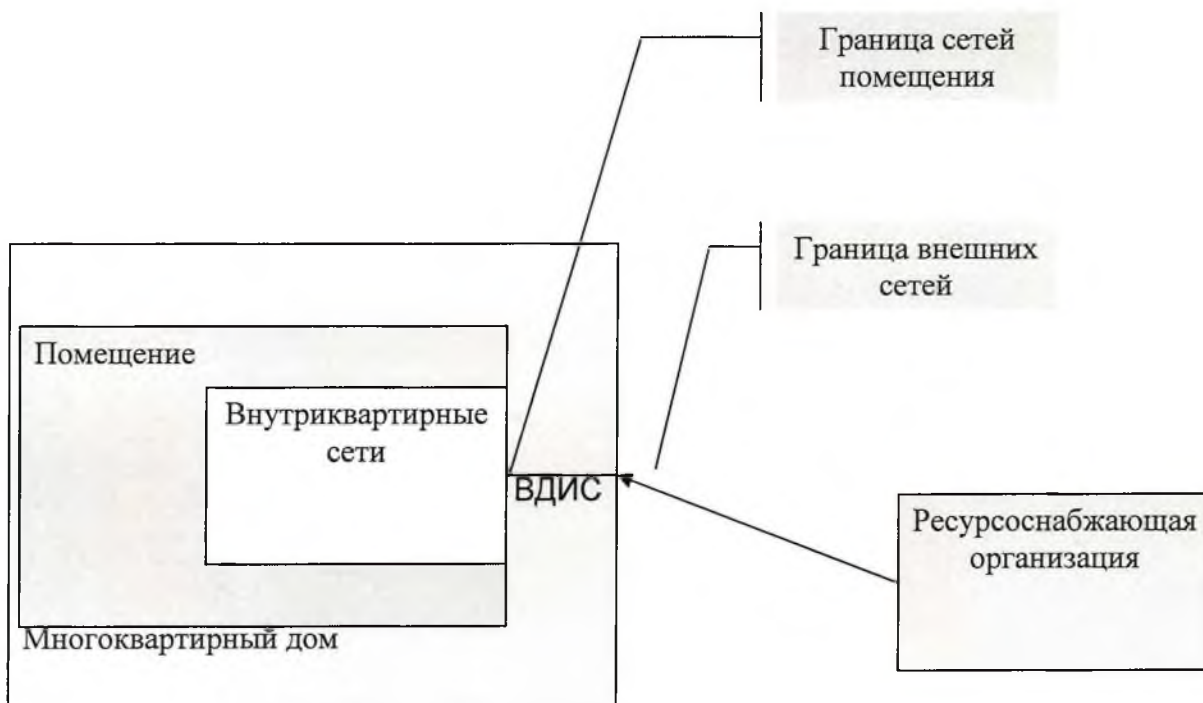 Граница сетей
помещения
Граница внешних
сетей
Помещение
Внутриквартирные
сети
ВДИС
Ресурсоснабжающая
организация
Многоквартирный дом